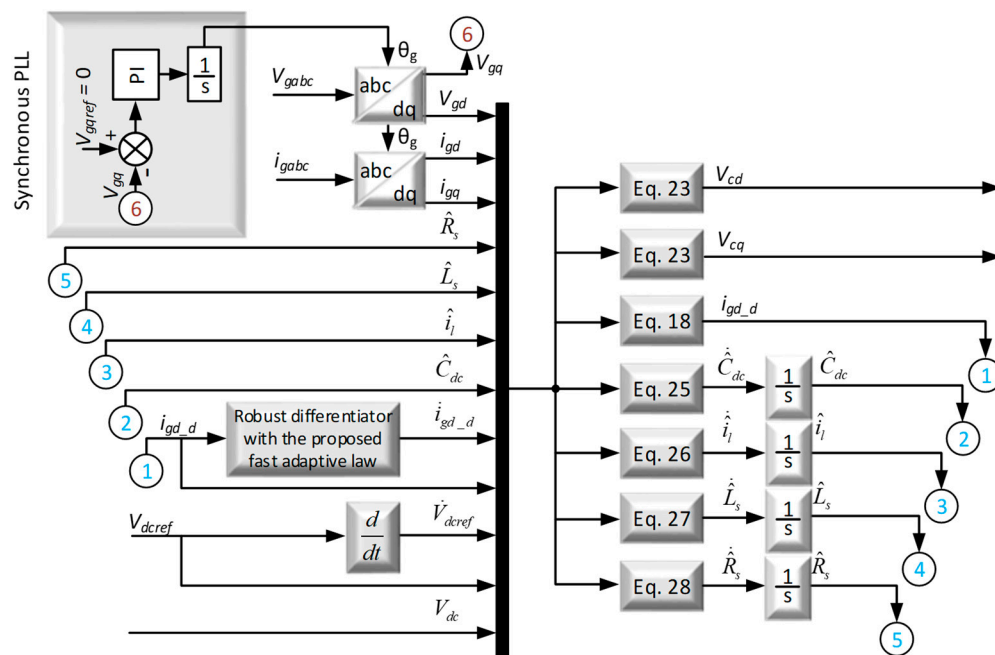 Synchronous PLL
V_gqref = 0
+
-
V_gq
6
PI
1/s
θ_g
V_gabc
abc
dq
6
V_gq
V_gd
θ_g
i_gabc
abc
dq
i_gd
i_gq
R̂_s
5
L̂_s
4
î_l
3
Ĉ_dc
2
i_gd_d
1
Robust differentiator
with the proposed
fast adaptive law
i̇_gd_d
V_dcref
d/dt
V̇_dcref
V_dc
Eq. 23
V_cd
Eq. 23
V_cq
Eq. 18
i_gd_d
1
Eq. 25
Ĉ̇_dc
1/s
Ĉ_dc
2
Eq. 26
î̇_l
1/s
î_l
3
Eq. 27
L̂̇_s
1/s
L̂_s
4
Eq. 28
R̂̇_s
1/s
R̂_s
5